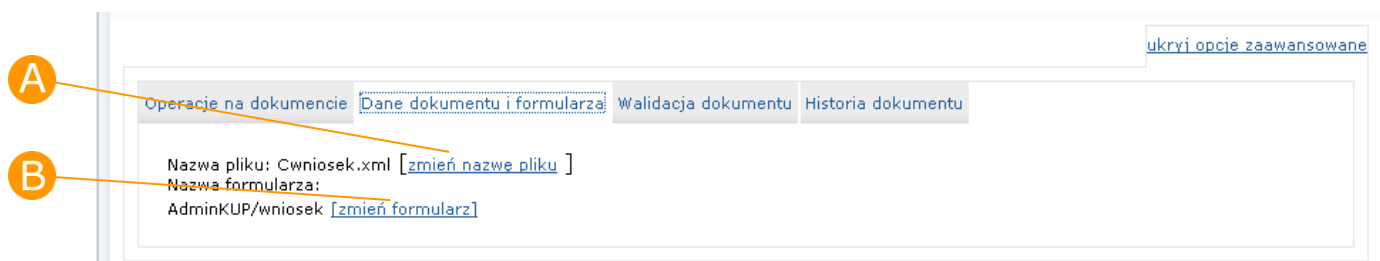 ukryj opcje zaawansowane
A
Operacje na dokumencie Dane dokumentu i formularza Walidacja dokumentu Historia dokumentu
Nazwa pliku: Cwniosek.xml [zmień nazwę pliku ]
B
Nazwa formularza:
AdminKUP/wniosek [zmień formularz]